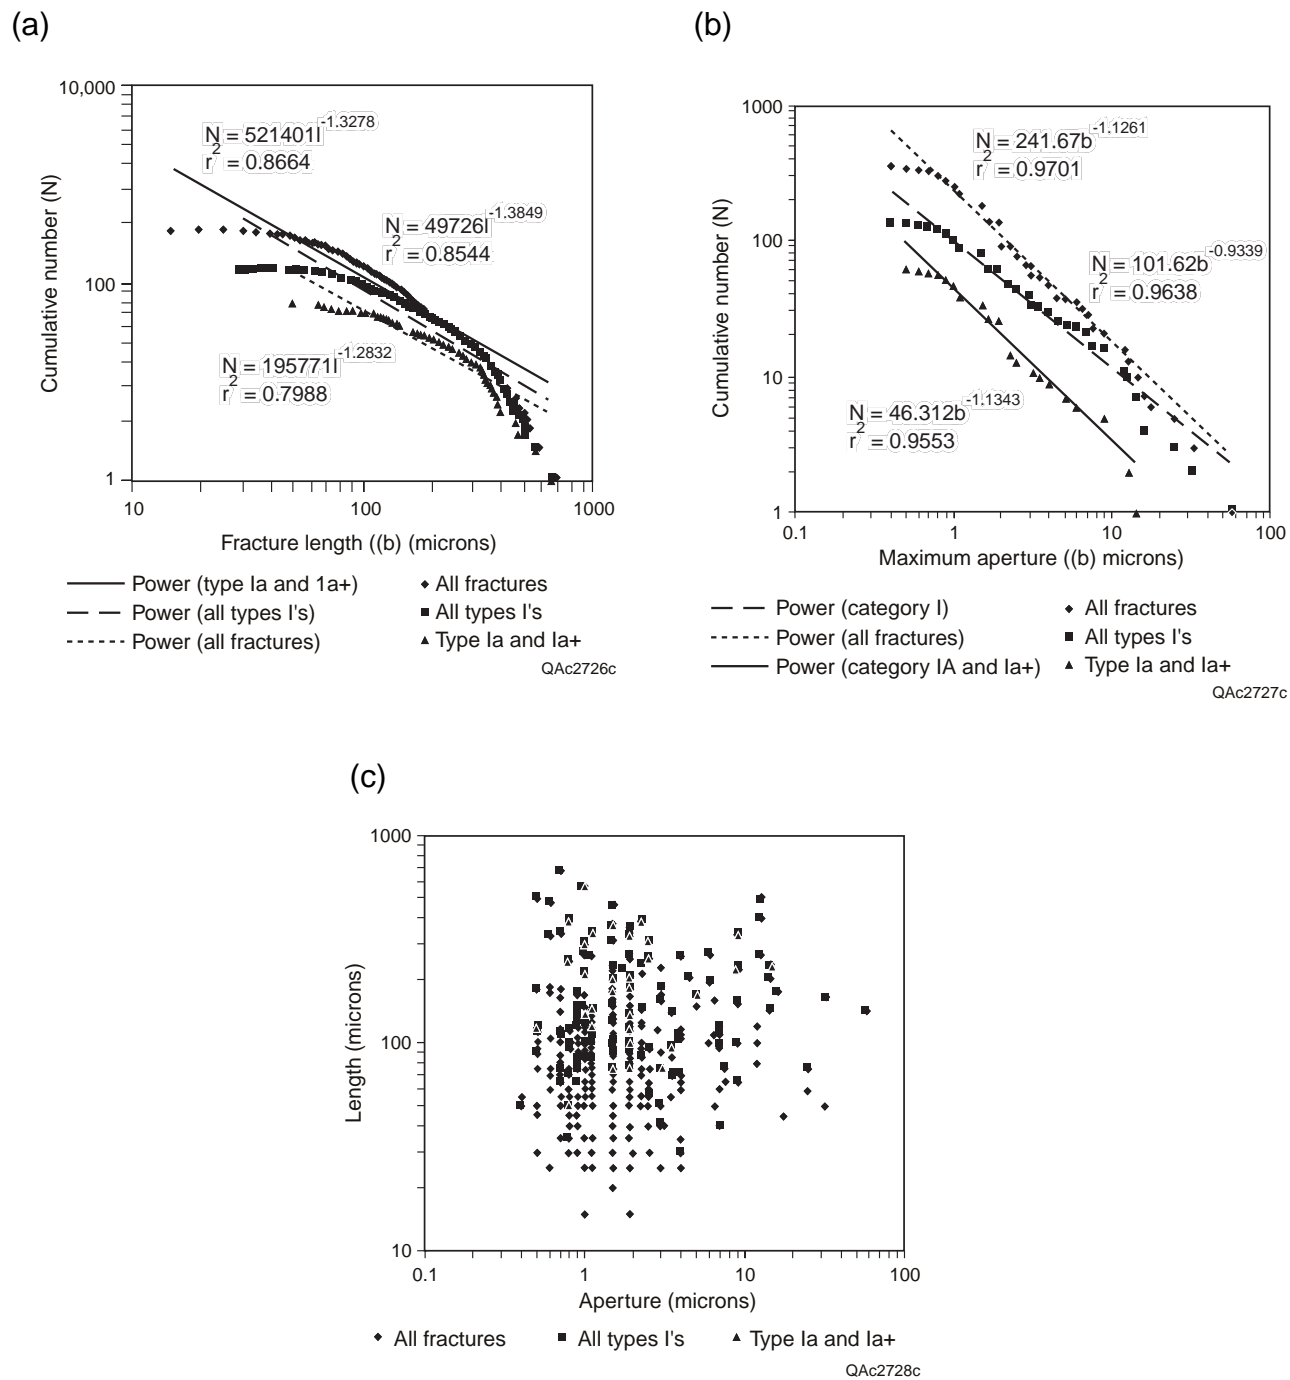 (a)
10,000
100
1
10
100
1000
Cumulative number (N)
N = 521401l-1.3278
r2 = 0.8664
N = 49726l-1.3849
r2 = 0.8544
N = 195771l-1.2832
r2 = 0.7988
Fracture length ((b) (microns)
Power (type Ia and 1a+)
Power (all types I's)
Power (all fractures)
All fractures
All types I's
Type Ia and Ia+
QAc2726c
(b)
1000
100
10
1
0.1
1
10
100
Cumulative number (N)
N = 241.67b-1.1261
r2 = 0.9701
N = 101.62b-0.9339
r2 = 0.9638
N = 46.312b-1.1343
r2 = 0.9553
Maximum aperture ((b) microns)
Power (category I)
Power (all fractures)
Power (category IA and Ia+)
All fractures
All types I's
Type Ia and Ia+
QAc2727c
(c)
1000
100
10
0.1
1
10
100
Length (microns)
Aperture (microns)
All fractures
All types I's
Type Ia and Ia+
QAc2728c